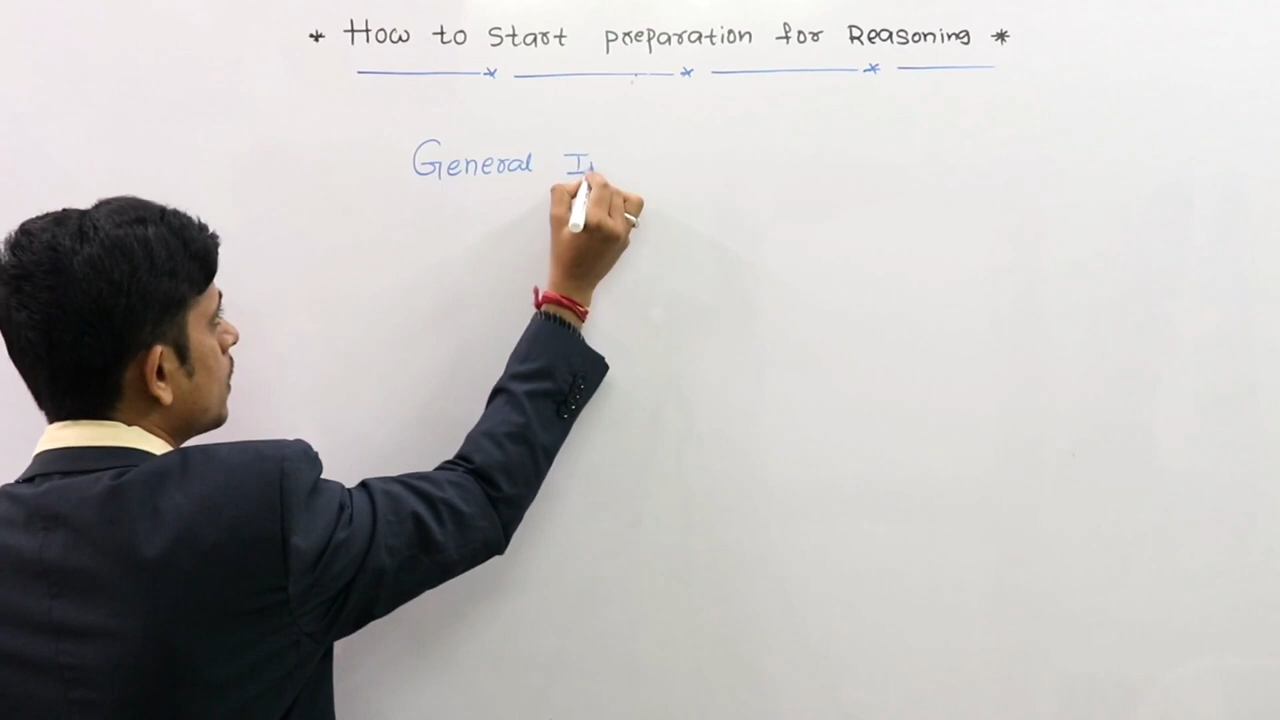 * How to Start preparation for Reasoning *
General I